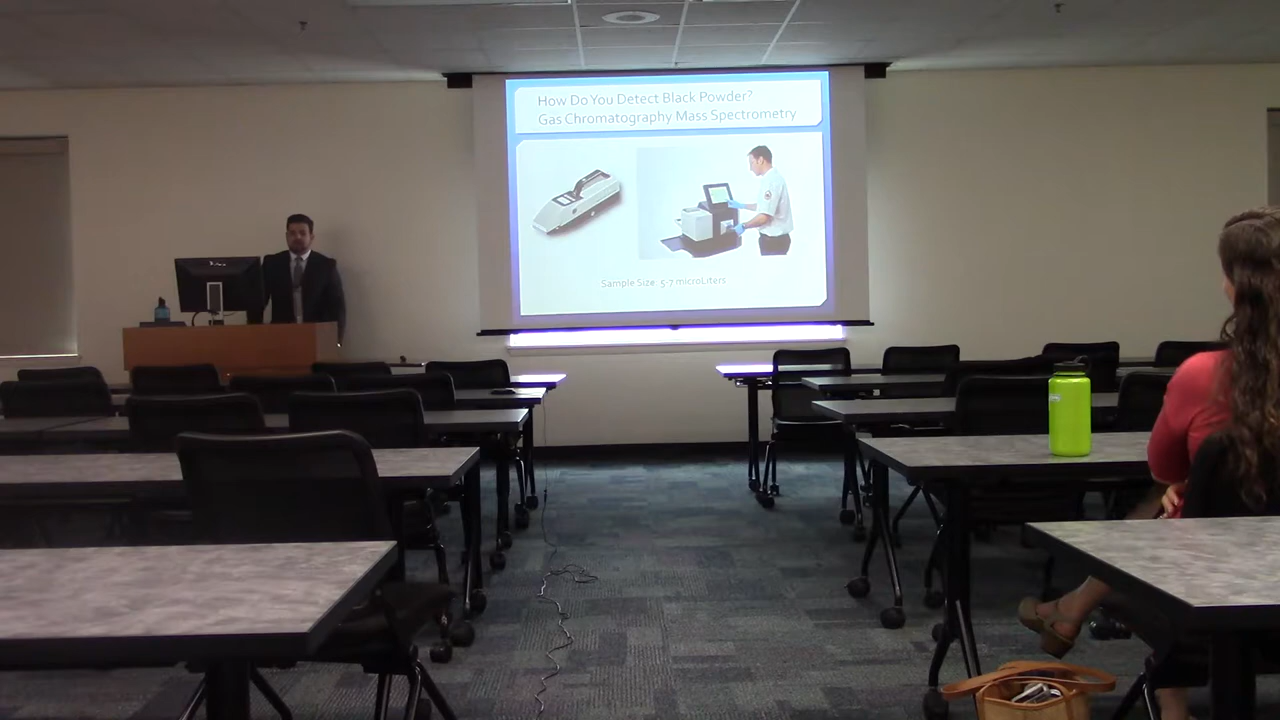 How Do You Detect Black Powder?
Gas Chromatography Mass Spectrometry
Sample Size: 5-7 microLiters